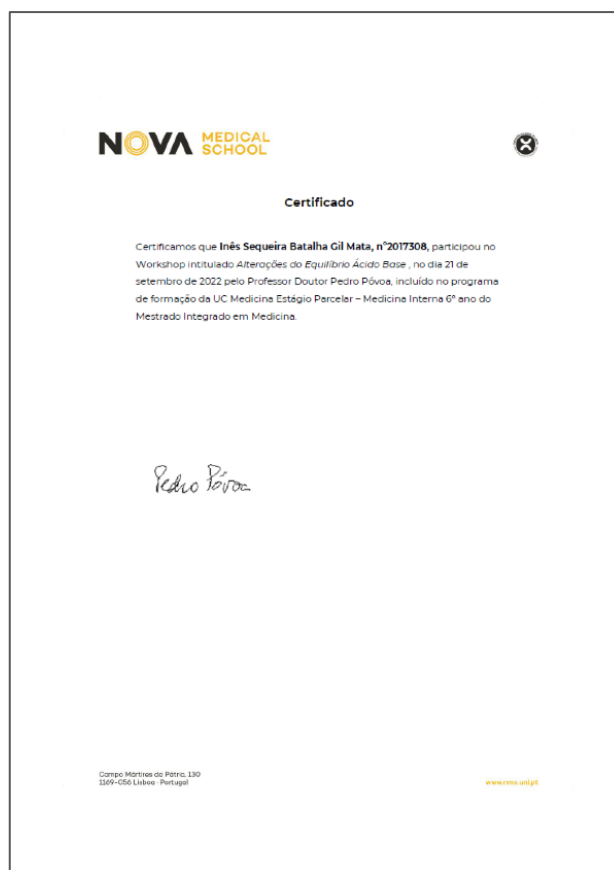 NOVA MEDICAL
SCHOOL
Certificado
Certificamos que Inês Sequeira Batalha Gil Mata, nº2017308, participou no
Workshop intitulado Alterações do Equilíbrio Ácido Base , no dia 21 de
setembro de 2022 pelo Professor Doutor Pedro Póvoa, incluído no programa
de formação da UC Medicina Estágio Parcelar – Medicina Interna 6º ano do
Mestrado Integrado em Medicina.
Pedro Póvoa
Campo Mártires da Pátria, 130
1169-056 Lisboa · Portugal
www.nms.unl.pt